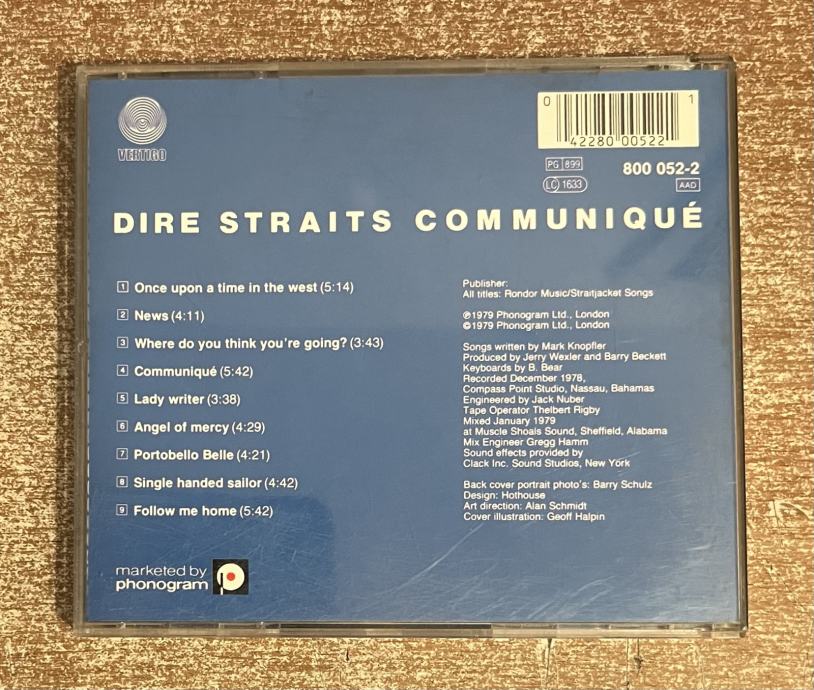 VERTIGO
0 42280 00522 1
PG 899
800 052-2
LC 1633
AAD
DIRE STRAITS COMMUNIQUÉ
1 Once upon a time in the west (5:14)
2 News (4:11)
3 Where do you think you're going? (3:43)
4 Communiqué (5:42)
5 Lady writer (3:38)
6 Angel of mercy (4:29)
7 Portobello Belle (4:21)
8 Single handed sailor (4:42)
9 Follow me home (5:42)
Publisher:
All titles: Rondor Music/Straitjacket Songs
℗1979 Phonogram Ltd., London
©1979 Phonogram Ltd., London
Songs written by Mark Knopfler
Produced by Jerry Wexler and Barry Beckett
Keyboards by B. Bear
Recorded December 1978,
Compass Point Studio, Nassau, Bahamas
Engineered by Jack Nuber
Tape Operator Thelbert Rigby
Mixed January 1979
at Muscle Shoals Sound, Sheffield, Alabama
Mix Engineer Gregg Hamm
Sound effects provided by
Clack Inc. Sound Studios, New York
Back cover portrait photo's: Barry Schulz
Design: Hothouse
Art direction: Alan Schmidt
Cover illustration: Geoff Halpin
marketed by
phonogram